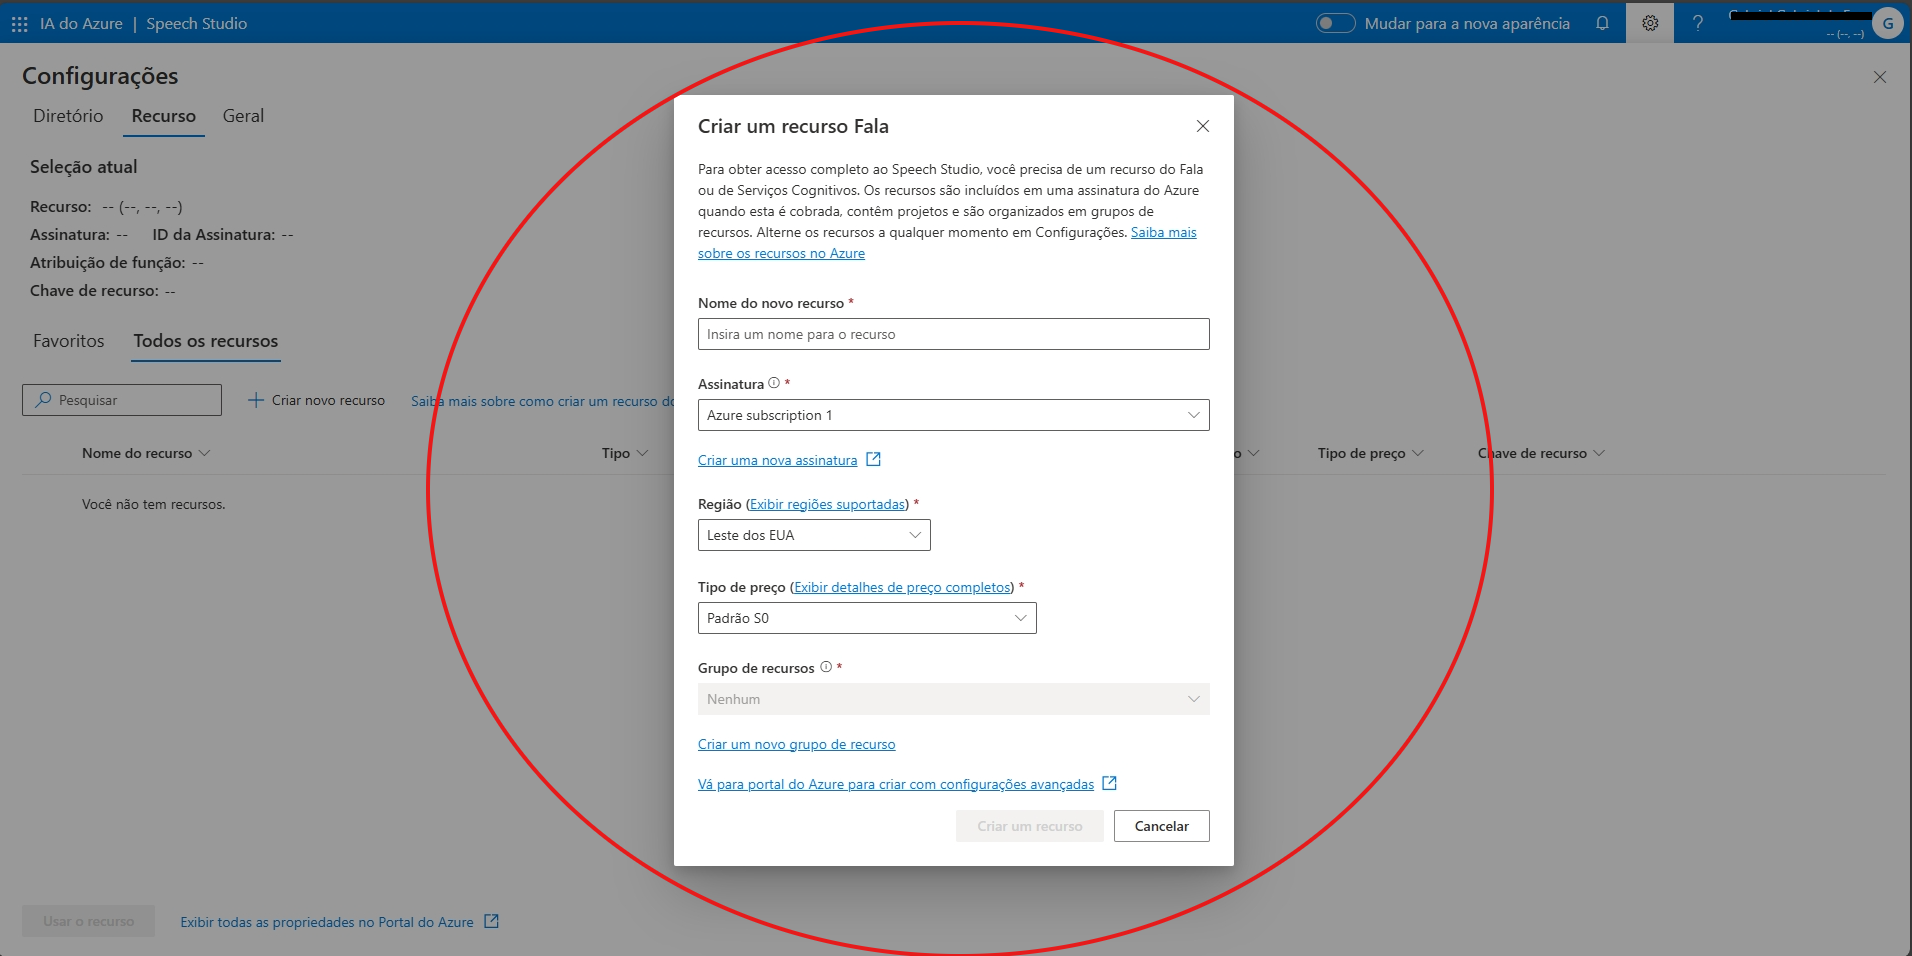 IA do Azure | Speech Studio
Mudar para a nova aparência
?
G
-- (--, --)
Configurações
Diretório Recurso Geral
Seleção atual
Recurso: -- (--, --, --)
Assinatura: -- ID da Assinatura: --
Atribuição de função: --
Chave de recurso: --
Favoritos Todos os recursos
Pesquisar
Criar novo recurso
Saiba mais sobre como criar um recurso do
Nome do recurso
Tipo
o
Tipo de preço
Chave de recurso
Você não tem recursos.
Usar o recurso
Exibir todas as propriedades no Portal do Azure
Criar um recurso Fala
Para obter acesso completo ao Speech Studio, você precisa de um recurso do Fala
ou de Serviços Cognitivos. Os recursos são incluídos em uma assinatura do Azure
quando esta é cobrada, contêm projetos e são organizados em grupos de
recursos. Alterne os recursos a qualquer momento em Configurações. Saiba mais
sobre os recursos no Azure
Nome do novo recurso *
Insira um nome para o recurso
Assinatura *
Azure subscription 1
Criar uma nova assinatura
Região (Exibir regiões suportadas) *
Leste dos EUA
Tipo de preço (Exibir detalhes de preço completos) *
Padrão S0
Grupo de recursos *
Nenhum
Criar um novo grupo de recurso
Vá para portal do Azure para criar com configurações avançadas
Criar um recurso
Cancelar